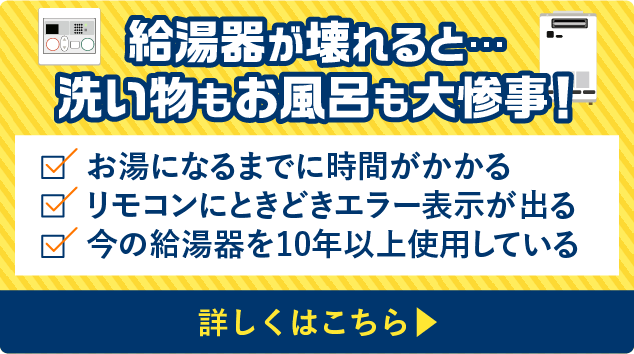 給湯器が壊れると…
洗い物もお風呂も大惨事!
お湯になるまでに時間がかかる
リモコンにときどきエラー表示が出る
今の給湯器を10年以上使用している
詳しくはこちら▶